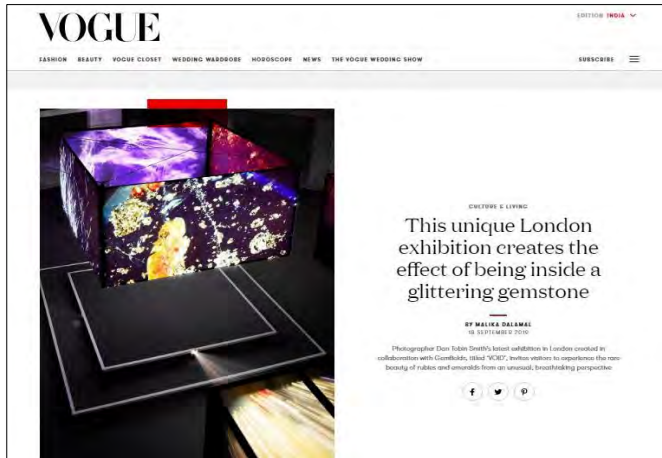 VOGUE
EDITION INDIA
FASHION BEAUTY VOGUE CLOSET WEDDING WARDROBE HOROSCOPE NEWS THE VOGUE WEDDING SHOW
SUBSCRIBE
CULTURE & LIVING
This unique London
exhibition creates the
effect of being inside a
glittering gemstone
BY MALIKA DALAMAL
18 SEPTEMBER 2019
Photographer Dan Tobin Smith's latest exhibition in London created in
collaboration with Gemfields, titled 'VOID', invites visitors to experience the rare
beauty of rubies and emeralds from an unusual, breathtaking perspective